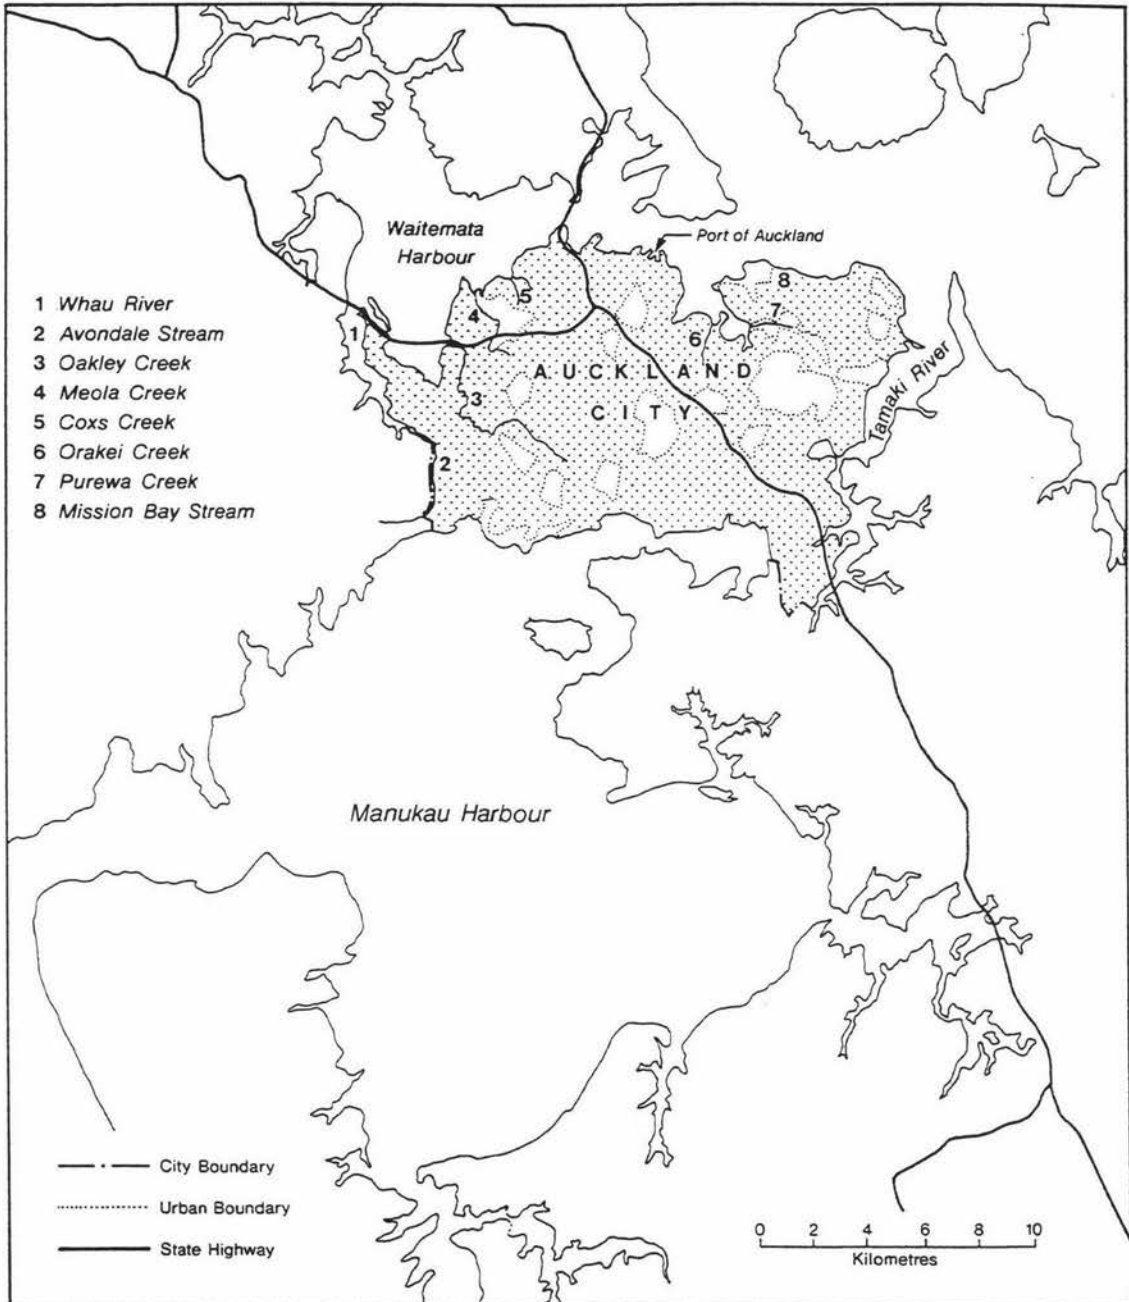 Waitemata
Harbour
Port of Auckland
1 Whau River
2 Avondale Stream
3 Oakley Creek
4 Meola Creek
5 Coxs Creek
6 Orakei Creek
7 Purewa Creek
8 Mission Bay Stream
8
5
4
7
1
6
AUCKLAND
3
CITY
Tamaki River
2
Manukau Harbour
City Boundary
Urban Boundary
State Highway
0 2 4 6 8 10
Kilometres